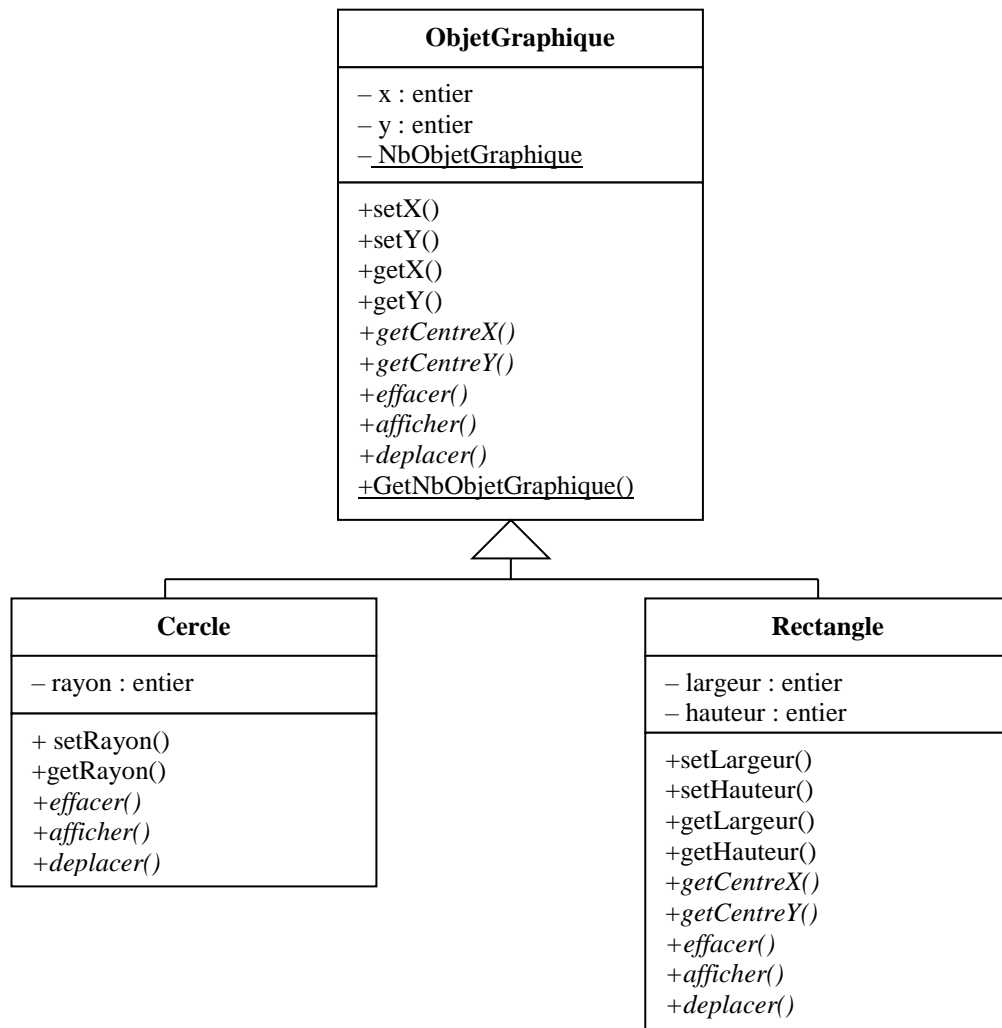 ObjetGraphique
– x : entier
– y : entier
– NbObjetGraphique
+setX()
+setY()
+getX()
+getY()
+getCentreX()
+getCentreY()
+effacer()
+afficher()
+deplacer()
+GetNbObjetGraphique()
Cercle
– rayon : entier
+ setRayon()
+getRayon()
+effacer()
+afficher()
+deplacer()
Rectangle
– largeur : entier
– hauteur : entier
+setLargeur()
+setHauteur()
+getLargeur()
+getHauteur()
+getCentreX()
+getCentreY()
+effacer()
+afficher()
+deplacer()